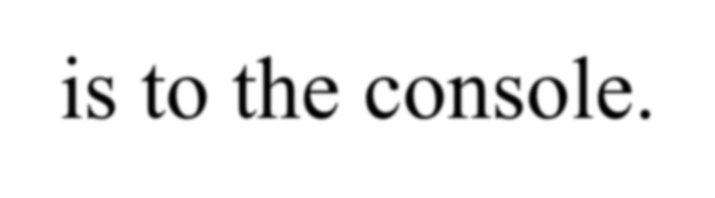 is to the console.